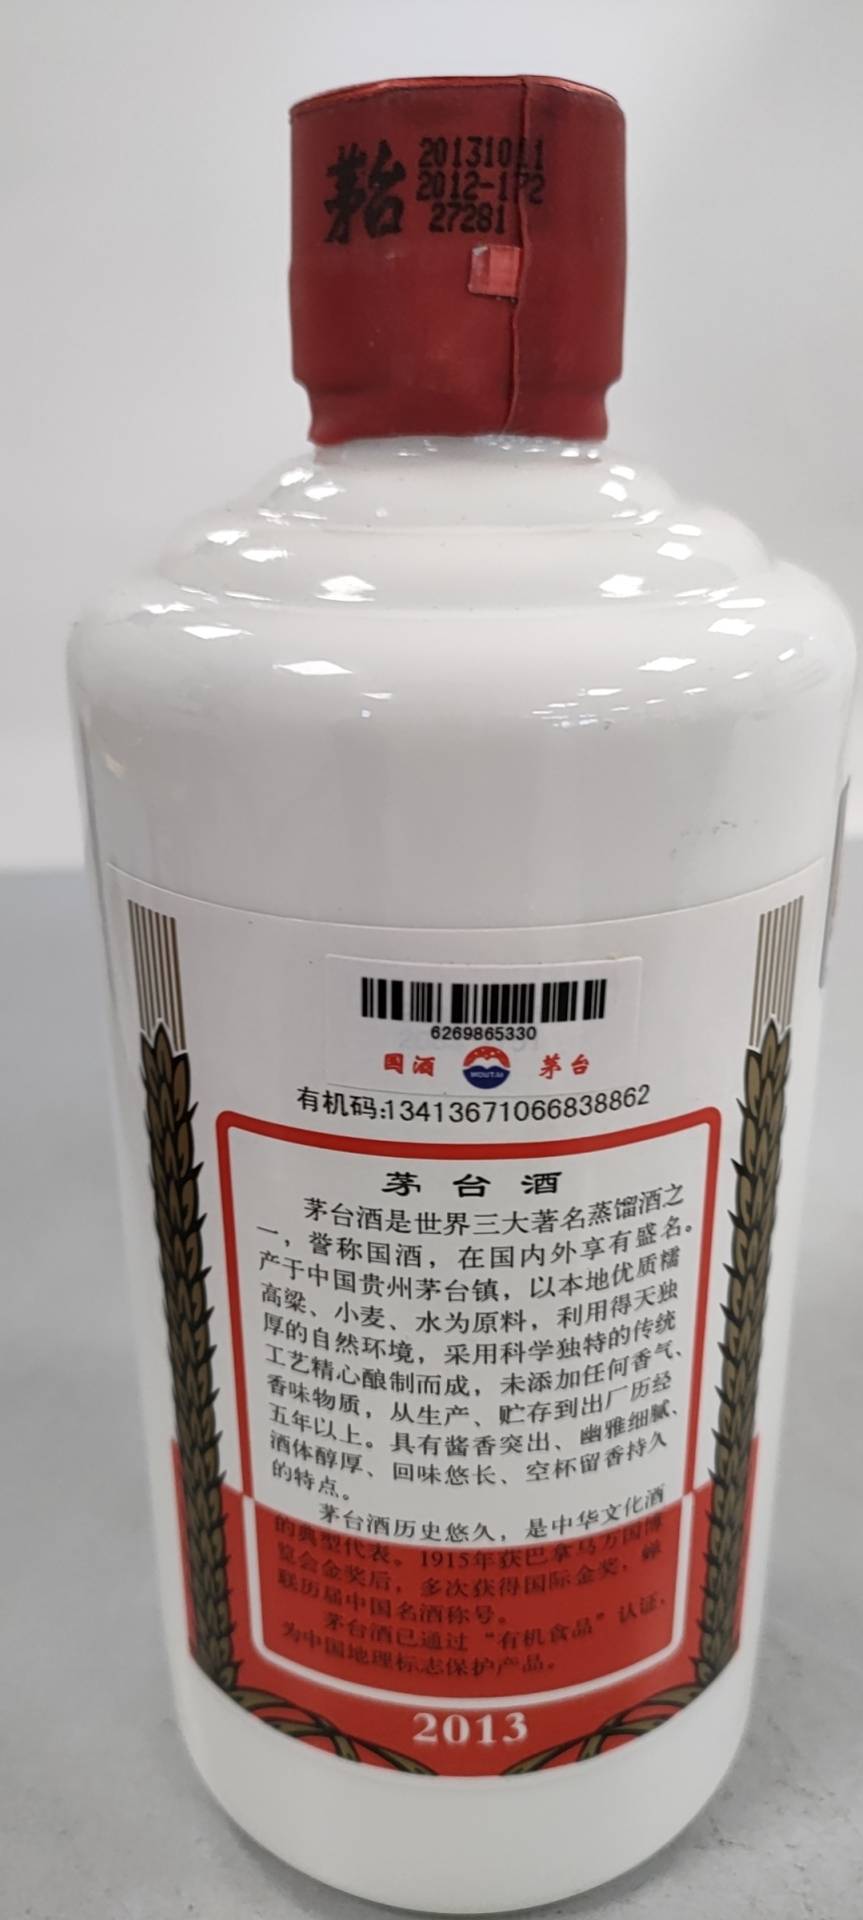 茅台
20131011
2012-172
27281
6269865330
国酒 MOUTAI 茅台
有机码:13413671066838862
茅台酒
茅台酒是世界三大著名蒸馏酒之
一，誉称国酒，在国内外享有盛名。
产于中国贵州茅台镇，以本地优质糯
高粱、小麦、水为原料，利用得天独
厚的自然环境，采用科学独特的传统
工艺精心酿制而成，未添加任何香气、
香味物质，从生产、贮存到出厂历经
五年以上。具有酱香突出、幽雅细腻、
酒体醇厚、回味悠长、空杯留香持久
的特点。
茅台酒历史悠久，是中华文化酒
的典型代表。1915年获巴拿马万国博
览会金奖后，多次获得国际金奖，蝉
联历届中国名酒称号。
茅台酒已通过“有机食品”认证，
为中国地理标志保护产品。
2013